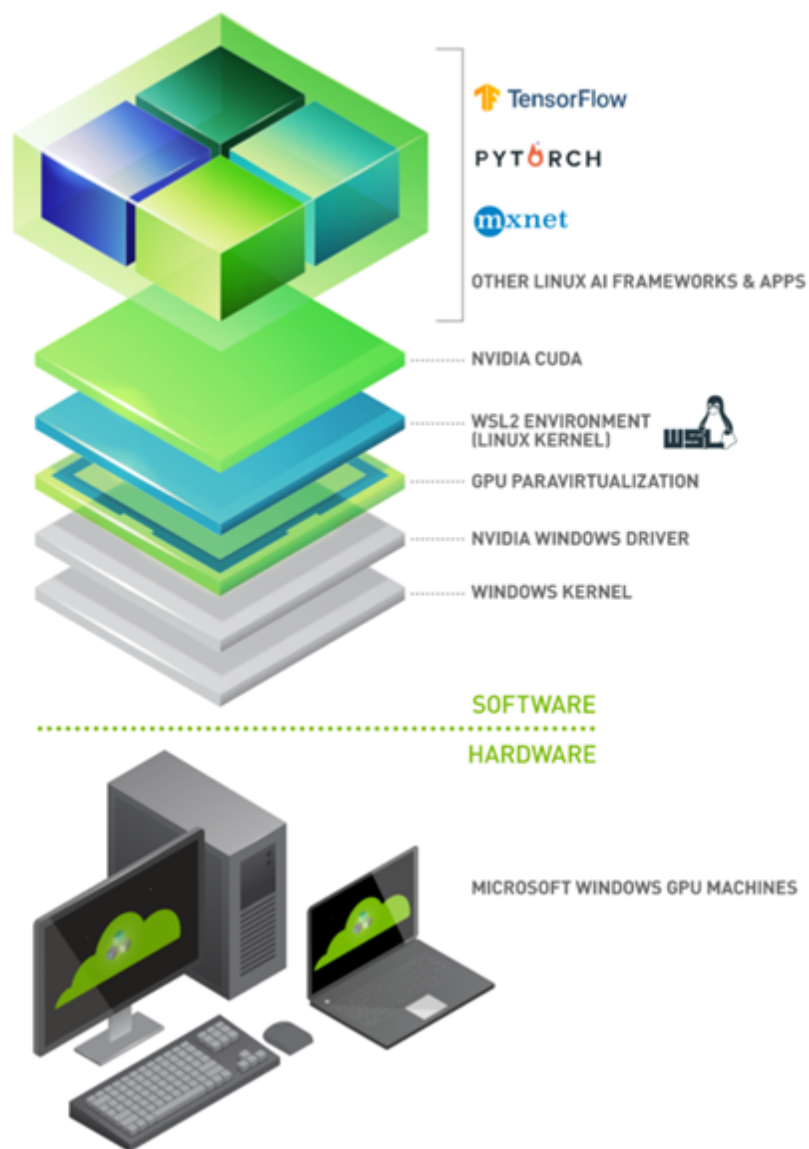 TensorFlow
PYTORCH
mxnet
OTHER LINUX AI FRAMEWORKS & APPS
NVIDIA CUDA
WSL2 ENVIRONMENT
(LINUX KERNEL)
WSL
GPU PARAVIRTUALIZATION
NVIDIA WINDOWS DRIVER
WINDOWS KERNEL
SOFTWARE
HARDWARE
MICROSOFT WINDOWS GPU MACHINES